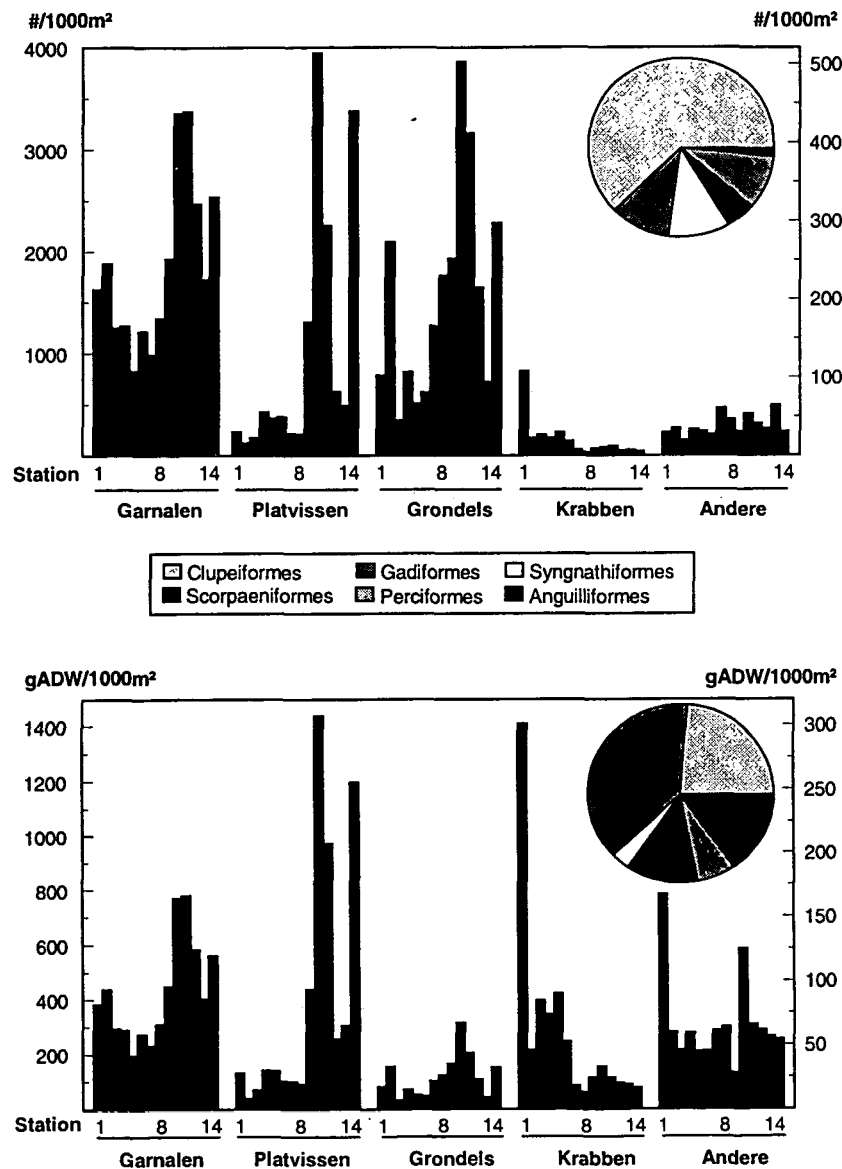 #/1000m² #/1000m²
4000 500
3000 400
300
2000 200
1000 100
Station 1 8 14 1 8 14 1 8 14 1 8 14 1 8 14
Garnalen Platvissen Grondels Krabben Andere
Clupeiformes Gadiformes Syngnathiformes
Scorpaeniformes Perciformes Anguilliformes
gADW/1000m² gADW/1000m²
1400 300
1200 250
1000 200
800 150
600 100
400 50
200
Station 1 8 14 1 8 14 1 8 14 1 8 14 1 8 14
Garnalen Platvissen Grondels Krabben Andere